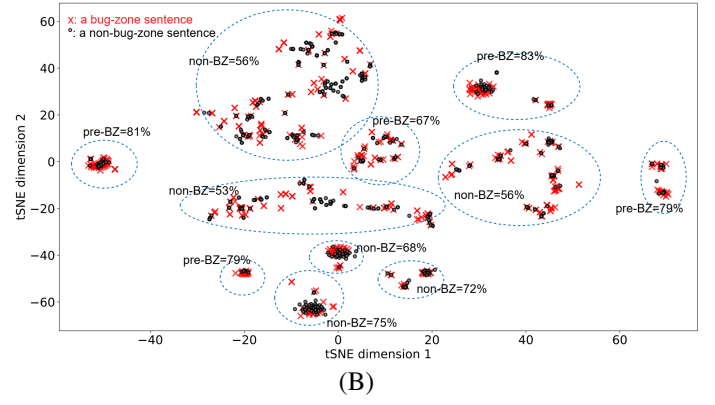 x: a bug-zone sentence
°: a non-bug-zone sentence
non-BZ=56%
pre-BZ=83%
pre-BZ=81%
pre-BZ=67%
non-BZ=53%
non-BZ=56%
pre-BZ=79%
pre-BZ=79%
non-BZ=68%
non-BZ=72%
non-BZ=75%
60
40
20
0
−20
−40
−60
tSNE dimension 2
−40
−20
0
20
40
60
tSNE dimension 1
(B)